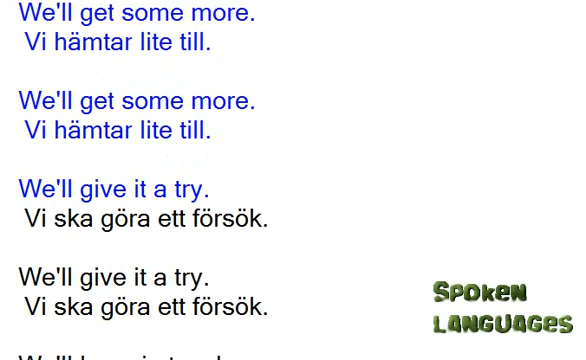 We'll get some more.
Vi hämtar lite till.
We'll get some more.
Vi hämtar lite till.
We'll give it a try.
Vi ska göra ett försök.
We'll give it a try.
Vi ska göra ett försök.
SPOKEN
LANGUAGES